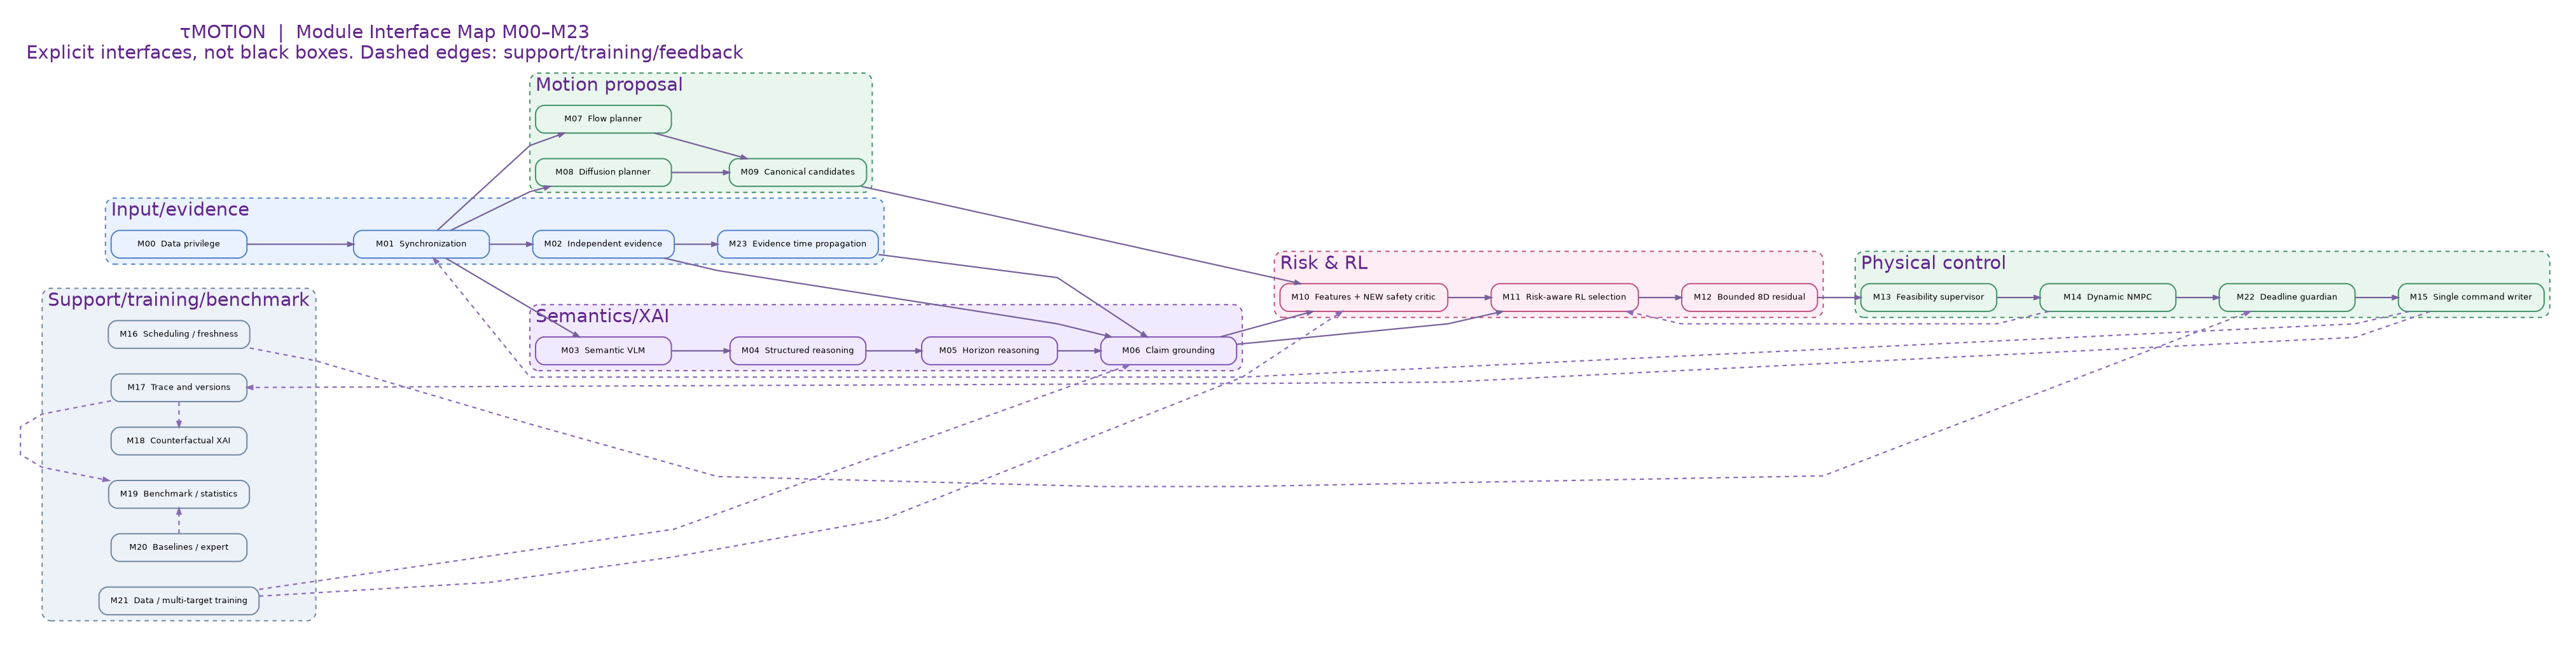 τMOTION | Module Interface Map M00–M23
Explicit interfaces, not black boxes. Dashed edges: support/training/feedback
Motion proposal
M07 Flow planner
M08 Diffusion planner
M09 Canonical candidates
Input/evidence
M00 Data privilege
M01 Synchronization
M02 Independent evidence
M23 Evidence time propagation
Risk & RL
M10 Features + NEW safety critic
M11 Risk-aware RL selection
M12 Bounded 8D residual
Physical control
M13 Feasibility supervisor
M14 Dynamic NMPC
M22 Deadline guardian
M15 Single command writer
Semantics/XAI
M03 Semantic VLM
M04 Structured reasoning
M05 Horizon reasoning
M06 Claim grounding
Support/training/benchmark
M16 Scheduling / freshness
M17 Trace and versions
M18 Counterfactual XAI
M19 Benchmark / statistics
M20 Baselines / expert
M21 Data / multi-target training